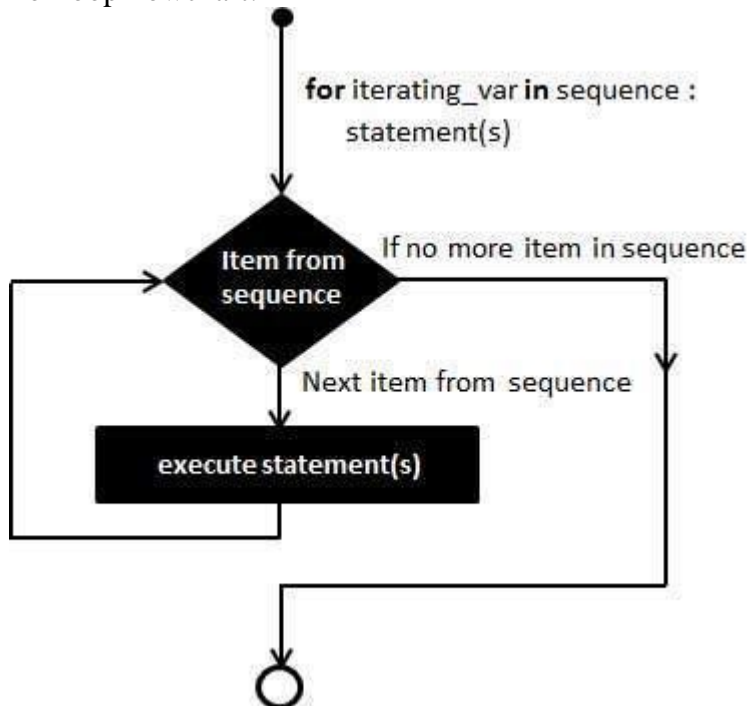 for iterating_var in sequence :
statement(s)
Item from
sequence
If no more item in sequence
Next item from sequence
execute statement(s)